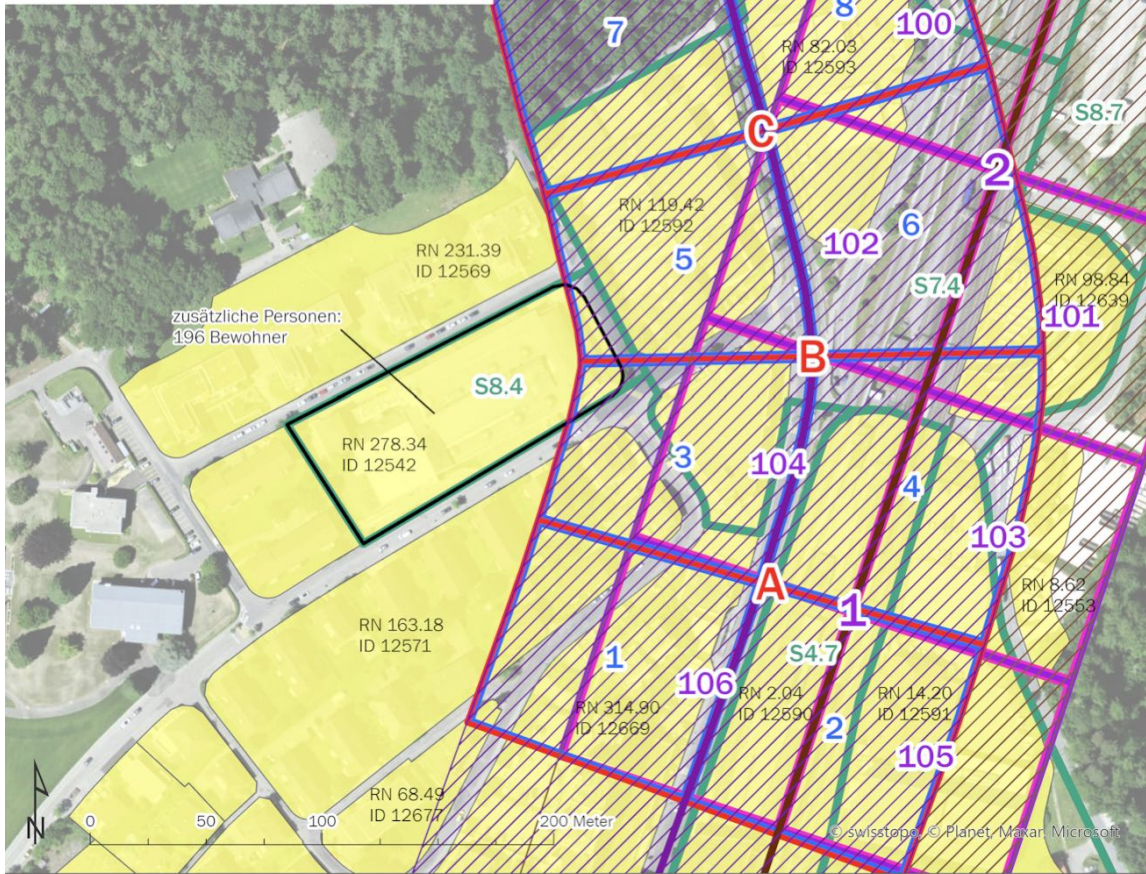 7
8
100
RN 82.03
ID 12593
S8.7
C
2
RN 119.42
ID 12592
5
102
6
RN 231.39
ID 12569
S7.4
RN 98.84
ID 12639
101
zusätzliche Personen:
196 Bewohner
B
S8.4
RN 278.34
ID 12542
3
104
4
103
A
1
RN 8.62
ID 12553
RN 163.18
ID 12571
1
S4.7
106
RN 2.04
ID 12590
RN 14.20
ID 12591
RN 314.90
ID 12669
2
105
RN 68.49
ID 12677
N
0 50 100 200 Meter
© swisstopo, © Planet, Maxar, Microsoft